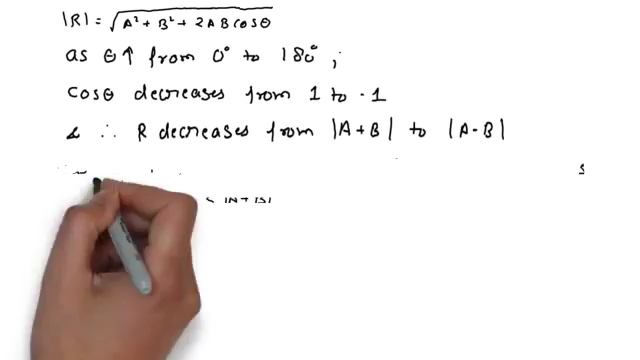 |R| = √A² + B² + 2ABcosθ
as θ↑ from 0° to 180° ;
cosθ decreases from 1 to -1
& ∴ R decreases from |A+B| to |A-B|